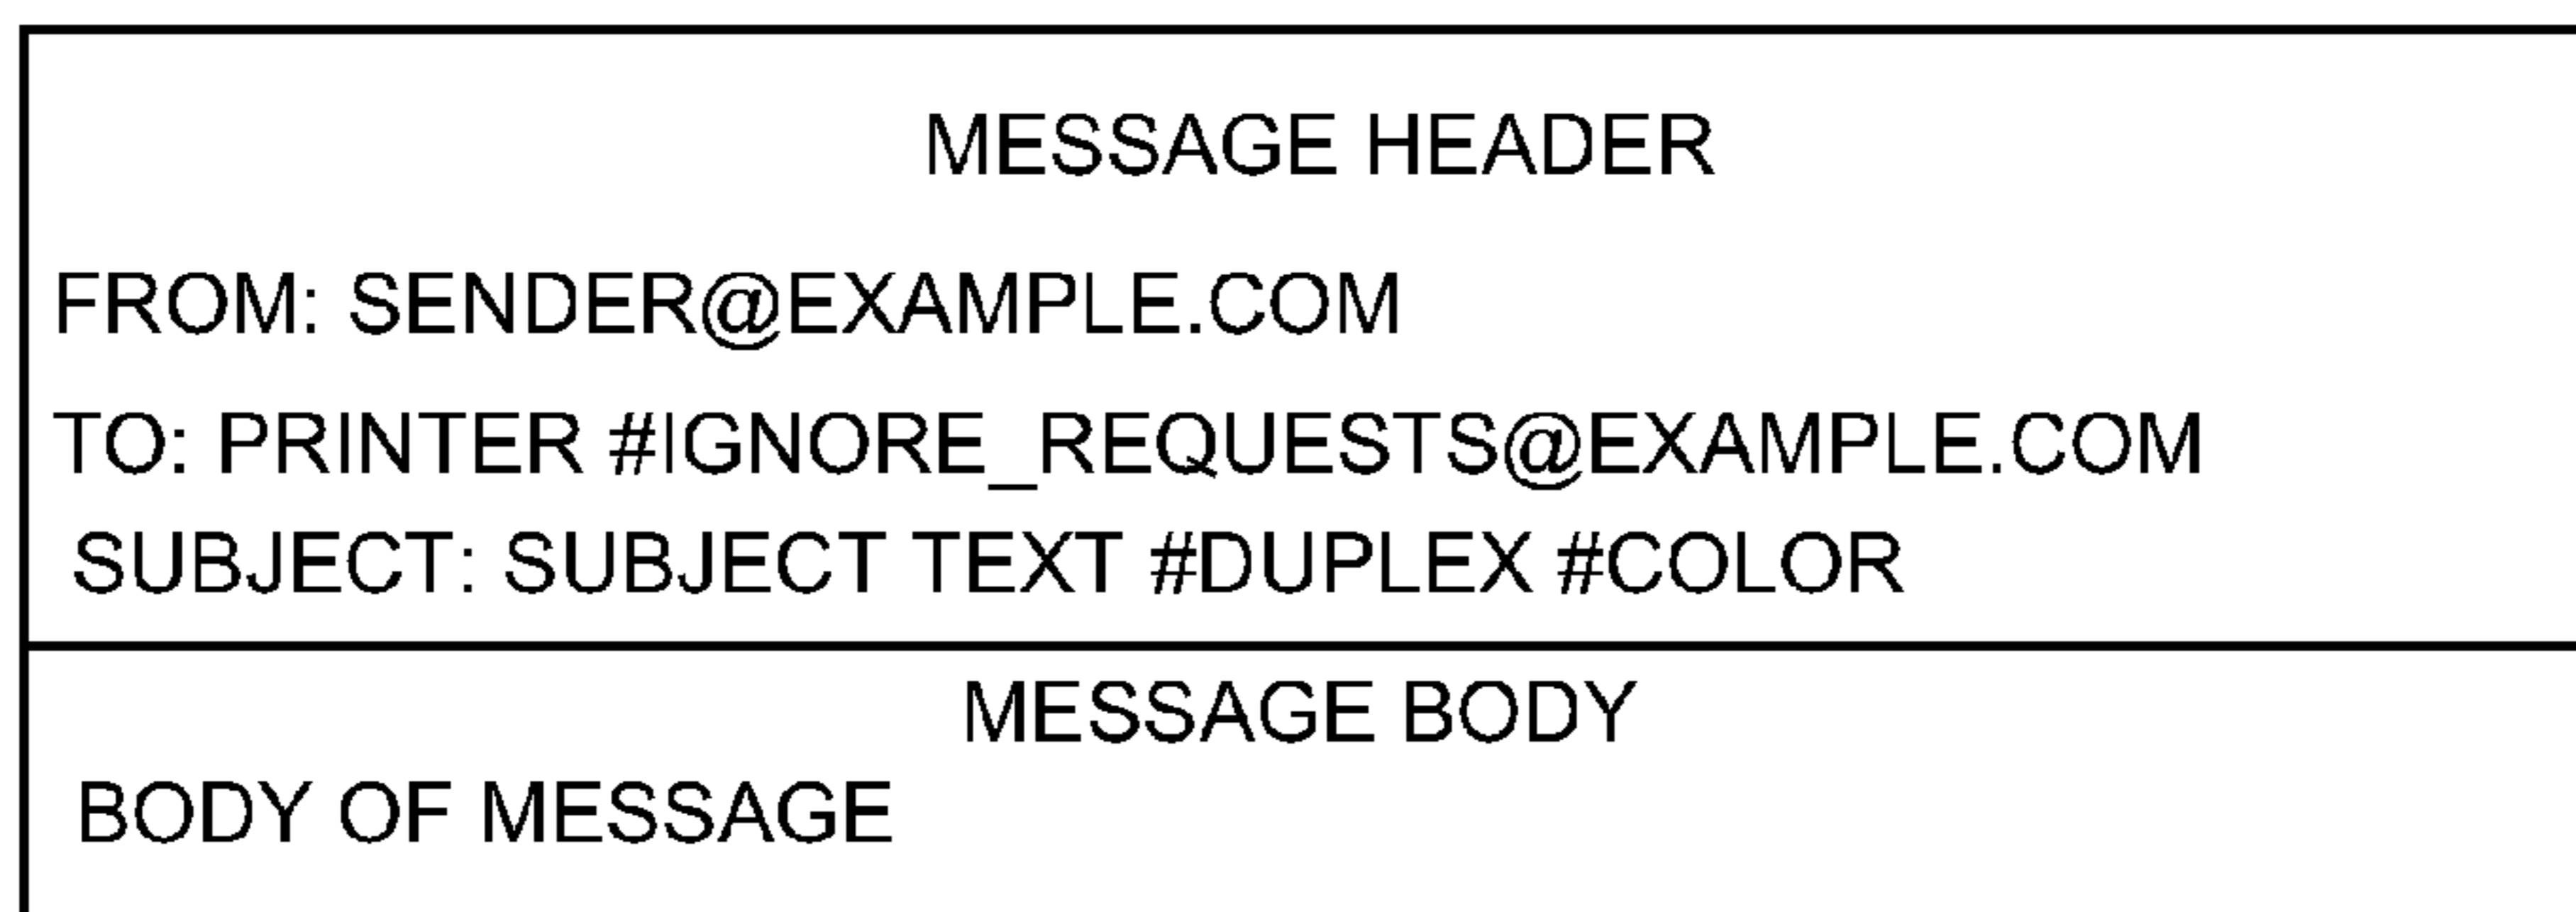 MESSAGE HEADER
FROM: SENDER@EXAMPLE.COM
TO: PRINTER #IGNORE_REQUESTS@EXAMPLE.COM
SUBJECT: SUBJECT TEXT #DUPLEX #COLOR
MESSAGE BODY
BODY OF MESSAGE